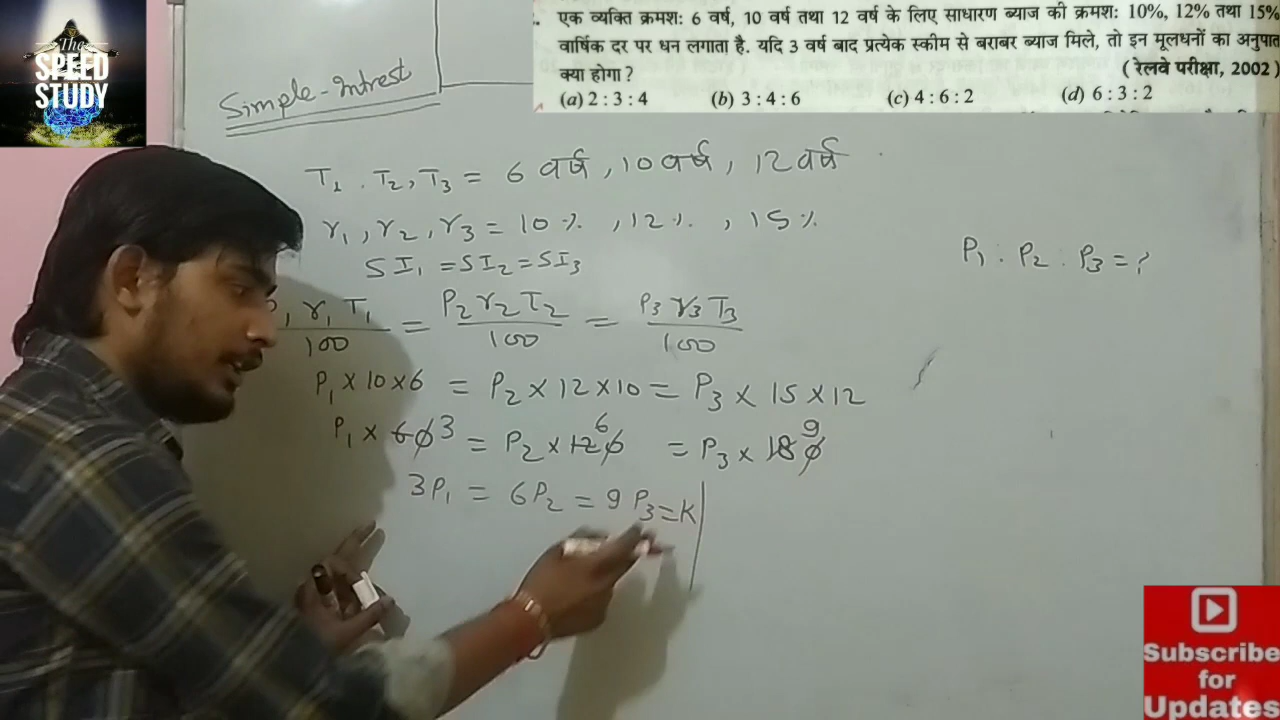 The
SPEED
STUDY
एक व्यक्ति क्रमश: 6 वर्ष, 10 वर्ष तथा 12 वर्ष के लिए साधारण ब्याज की क्रमश: 10%, 12% तथा 15%
वार्षिक दर पर धन लगाता है. यदि 3 वर्ष बाद प्रत्येक स्कीम से बराबर ब्याज मिले, तो इन मूलधनों का अनुपात
क्या होगा ? ( रेलवे परीक्षा, 2002 )
(a) 2 : 3 : 4 (b) 3 : 4 : 6 (c) 4 : 6 : 2 (d) 6 : 3 : 2
Simple-Intrest
T₁, T₂, T₃ = 6 वर्ष, 10 वर्ष, 12 वर्ष
r₁, r₂, r₃ = 10%, 12%, 15%
SI₁ = SI₂ = SI₃
P₁ : P₂ : P₃ = ?
r₁ T₁ / 100 = P₂ r₂ T₂ / 100 = P₃ r₃ T₃ / 100
P₁ × 10 × 6 = P₂ × 12 × 10 = P₃ × 15 × 12
P₁ × 60 3 = P₂ × 120 6 = P₃ × 180 9
3P₁ = 6P₂ = 9P₃ = K
Subscribe
for
Updates